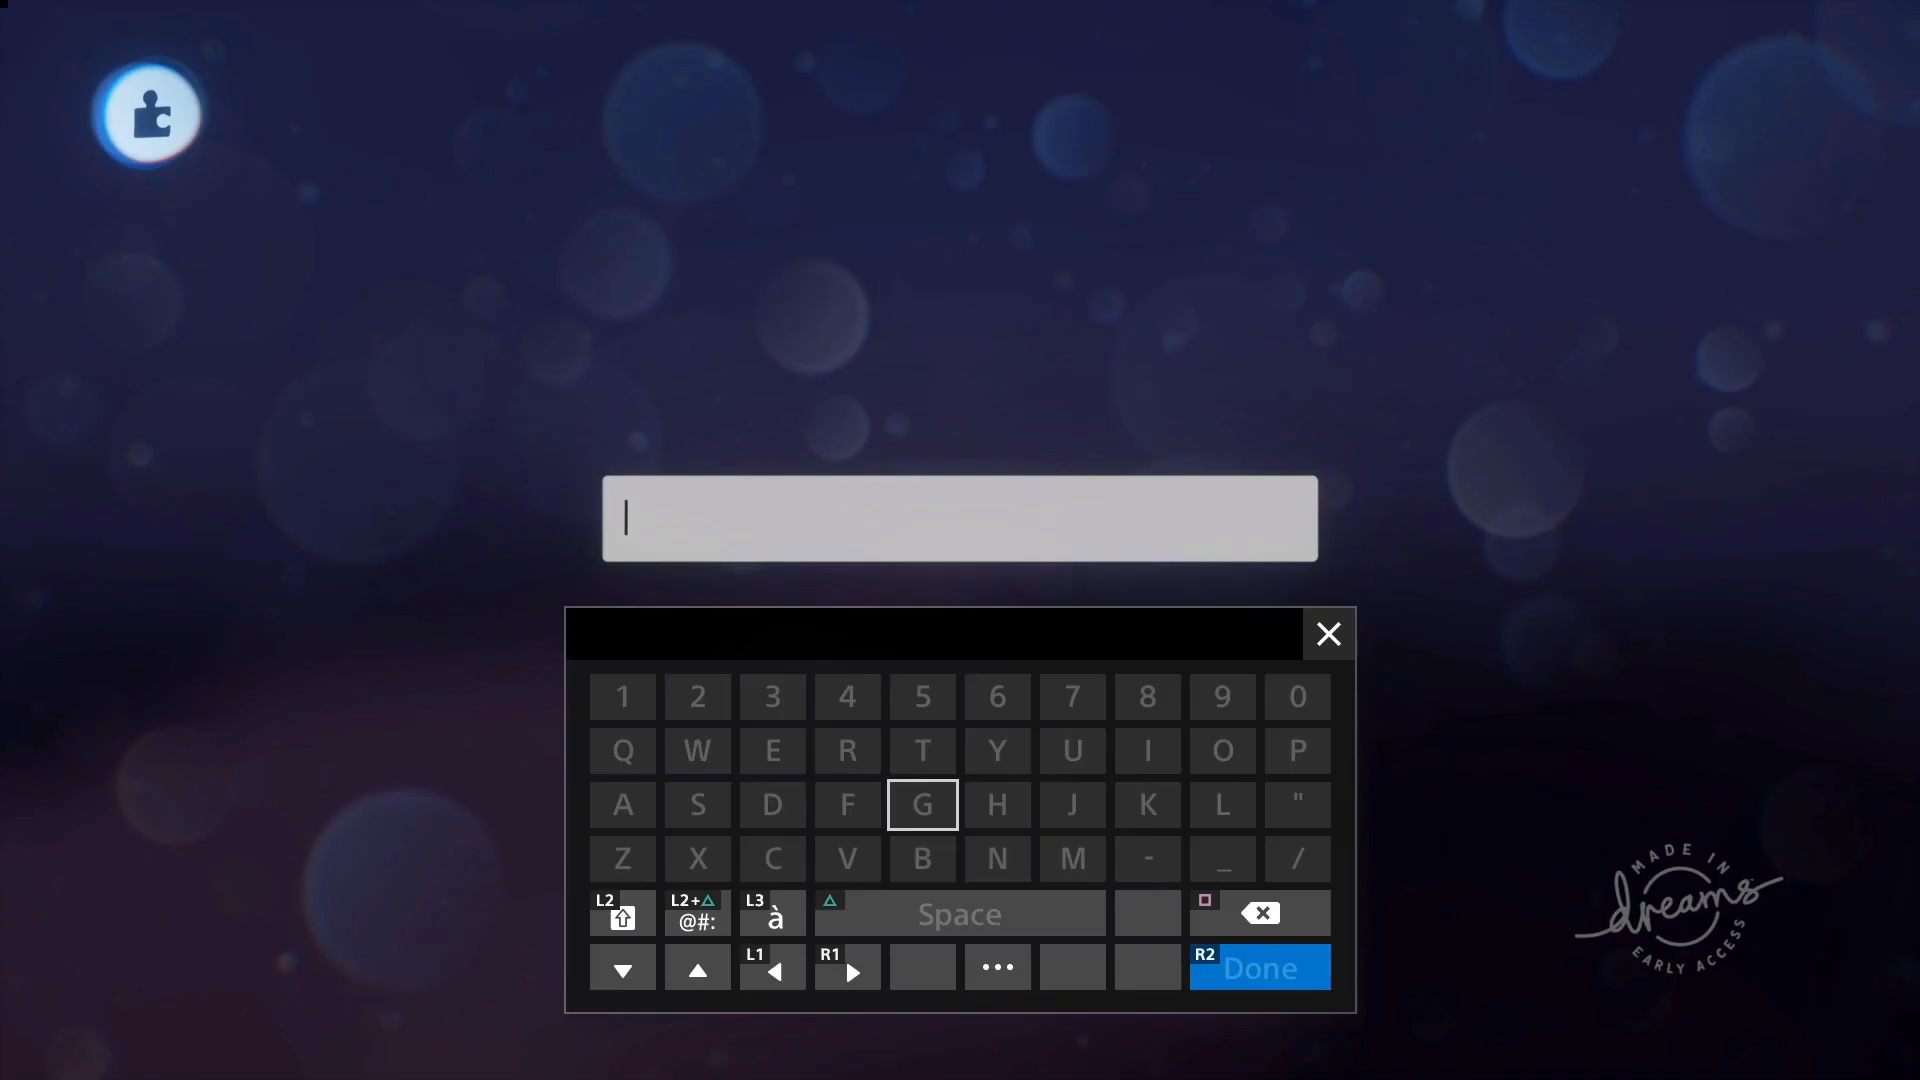 1 2 3 4 5 6 7 8 9 0
Q W E R T Y U I O P
A S D F G H J K L "
Z X C V B N M - _ /
L2 L2+△ @#: L3 à △ Space □
L1 R1 ... R2 Done
MADE IN
dreams
EARLY ACCESS